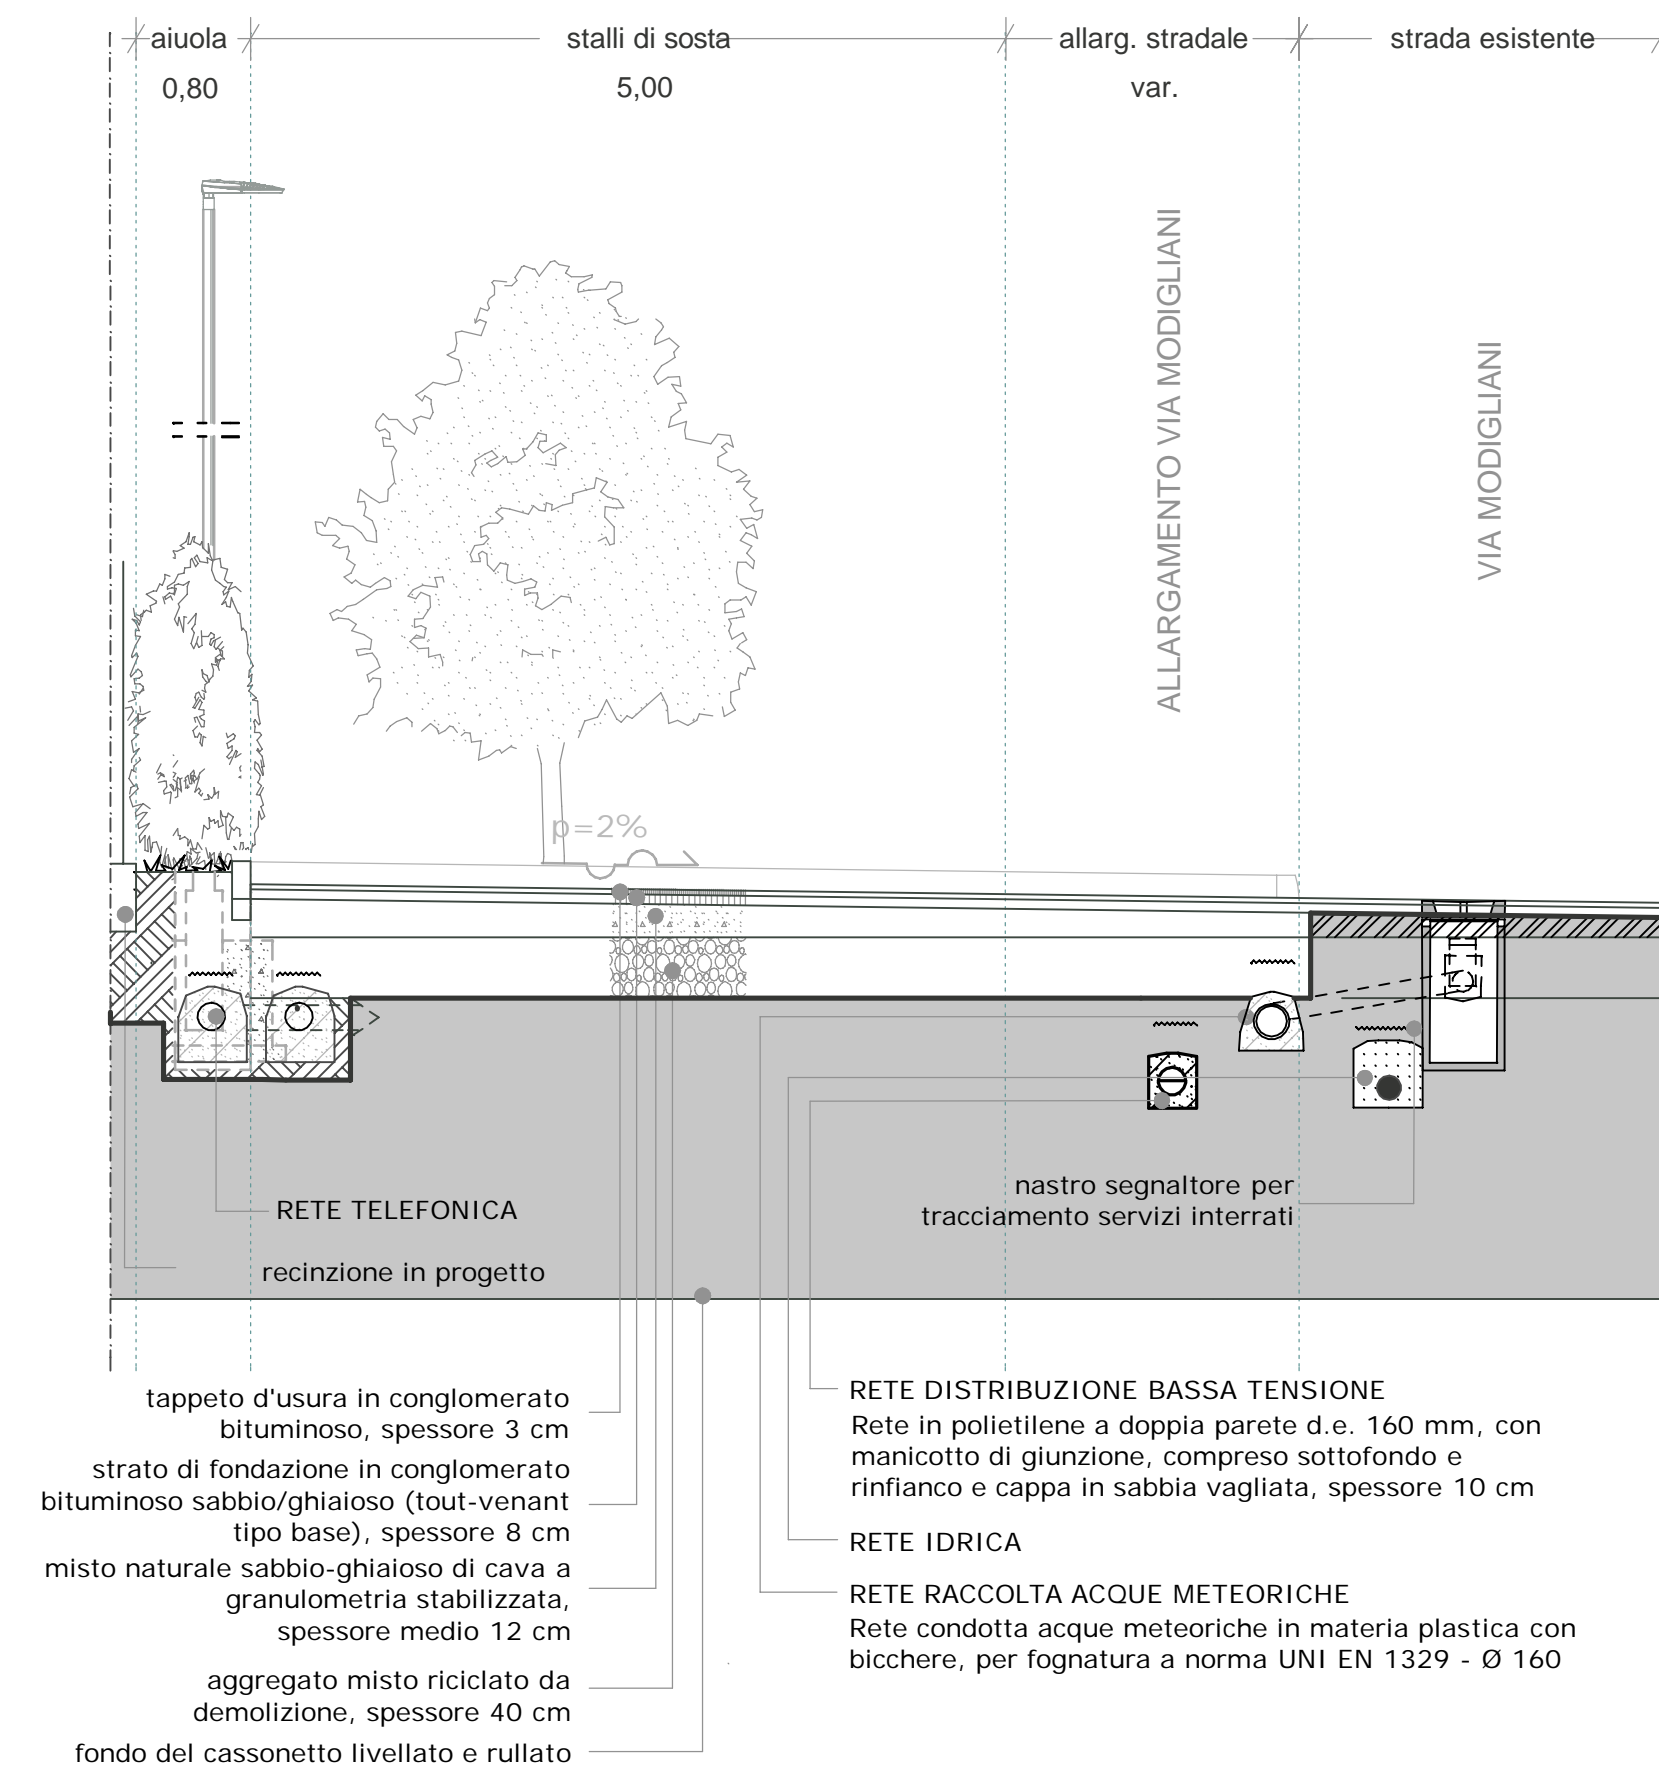 aiuola
stalli di sosta
allarg. stradale
strada esistente
0,80
5,00
var.
ALLARGAMENTO VIA MODIGLIANI
VIA MODIGLIANI
p=2%
RETE TELEFONICA
recinzione in progetto
nastro segnaltore per
tracciamento servizi interrati
tappeto d'usura in conglomerato
bituminoso, spessore 3 cm
strato di fondazione in conglomerato
bituminoso sabbio/ghiaioso (tout-venant
tipo base), spessore 8 cm
misto naturale sabbio-ghiaioso di cava a
granulometria stabilizzata,
spessore medio 12 cm
aggregato misto riciclato da
demolizione, spessore 40 cm
fondo del cassonetto livellato e rullato
RETE DISTRIBUZIONE BASSA TENSIONE
Rete in polietilene a doppia parete d.e. 160 mm, con
manicotto di giunzione, compreso sottofondo e
rinfianco e cappa in sabbia vagliata, spessore 10 cm
RETE IDRICA
RETE RACCOLTA ACQUE METEORICHE
Rete condotta acque meteoriche in materia plastica con
bicchere, per fognatura a norma UNI EN 1329 - Ø 160